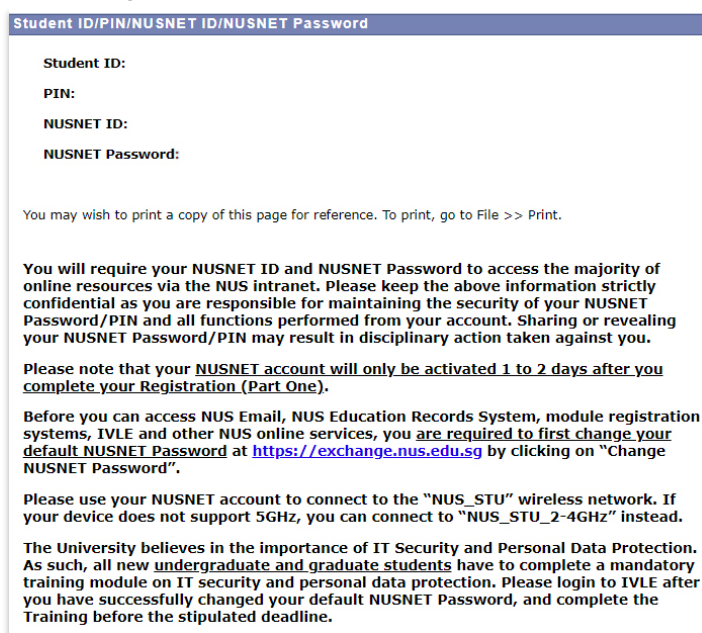 Student ID/PIN/NUSNET ID/NUSNET Password
Student ID:
PIN:
NUSNET ID:
NUSNET Password:
You may wish to print a copy of this page for reference. To print, go to File >> Print.
You will require your NUSNET ID and NUSNET Password to access the majority of
online resources via the NUS intranet. Please keep the above information strictly
confidential as you are responsible for maintaining the security of your NUSNET
Password/PIN and all functions performed from your account. Sharing or revealing
your NUSNET Password/PIN may result in disciplinary action taken against you.
Please note that your NUSNET account will only be activated 1 to 2 days after you
complete your Registration (Part One).
Before you can access NUS Email, NUS Education Records System, module registration
systems, IVLE and other NUS online services, you are required to first change your
default NUSNET Password at https://exchange.nus.edu.sg by clicking on "Change
NUSNET Password".
Please use your NUSNET account to connect to the "NUS_STU" wireless network. If
your device does not support 5GHz, you can connect to "NUS_STU_2-4GHz" instead.
The University believes in the importance of IT Security and Personal Data Protection.
As such, all new undergraduate and graduate students have to complete a mandatory
training module on IT security and personal data protection. Please login to IVLE after
you have successfully changed your default NUSNET Password, and complete the
Training before the stipulated deadline.